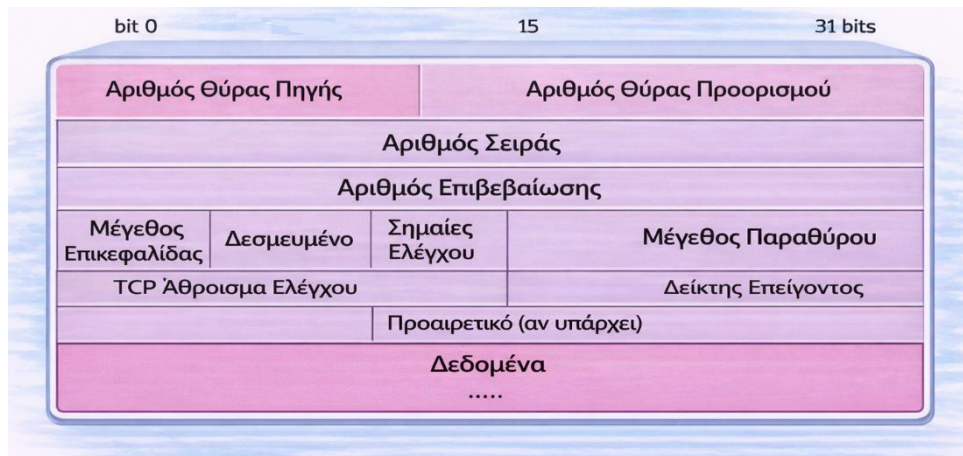 bit 0 15 31 bits
Αριθμός Θύρας Πηγής Αριθμός Θύρας Προορισμού
Αριθμός Σειράς
Αριθμός Επιβεβαίωσης
Μέγεθος
Επικεφαλίδας
Δεσμευμένο
Σημαίες
Ελέγχου
Μέγεθος Παραθύρου
TCP Άθροισμα Ελέγχου Δείκτης Επείγοντος
Προαιρετικό (αν υπάρχει)
Δεδομένα
.....